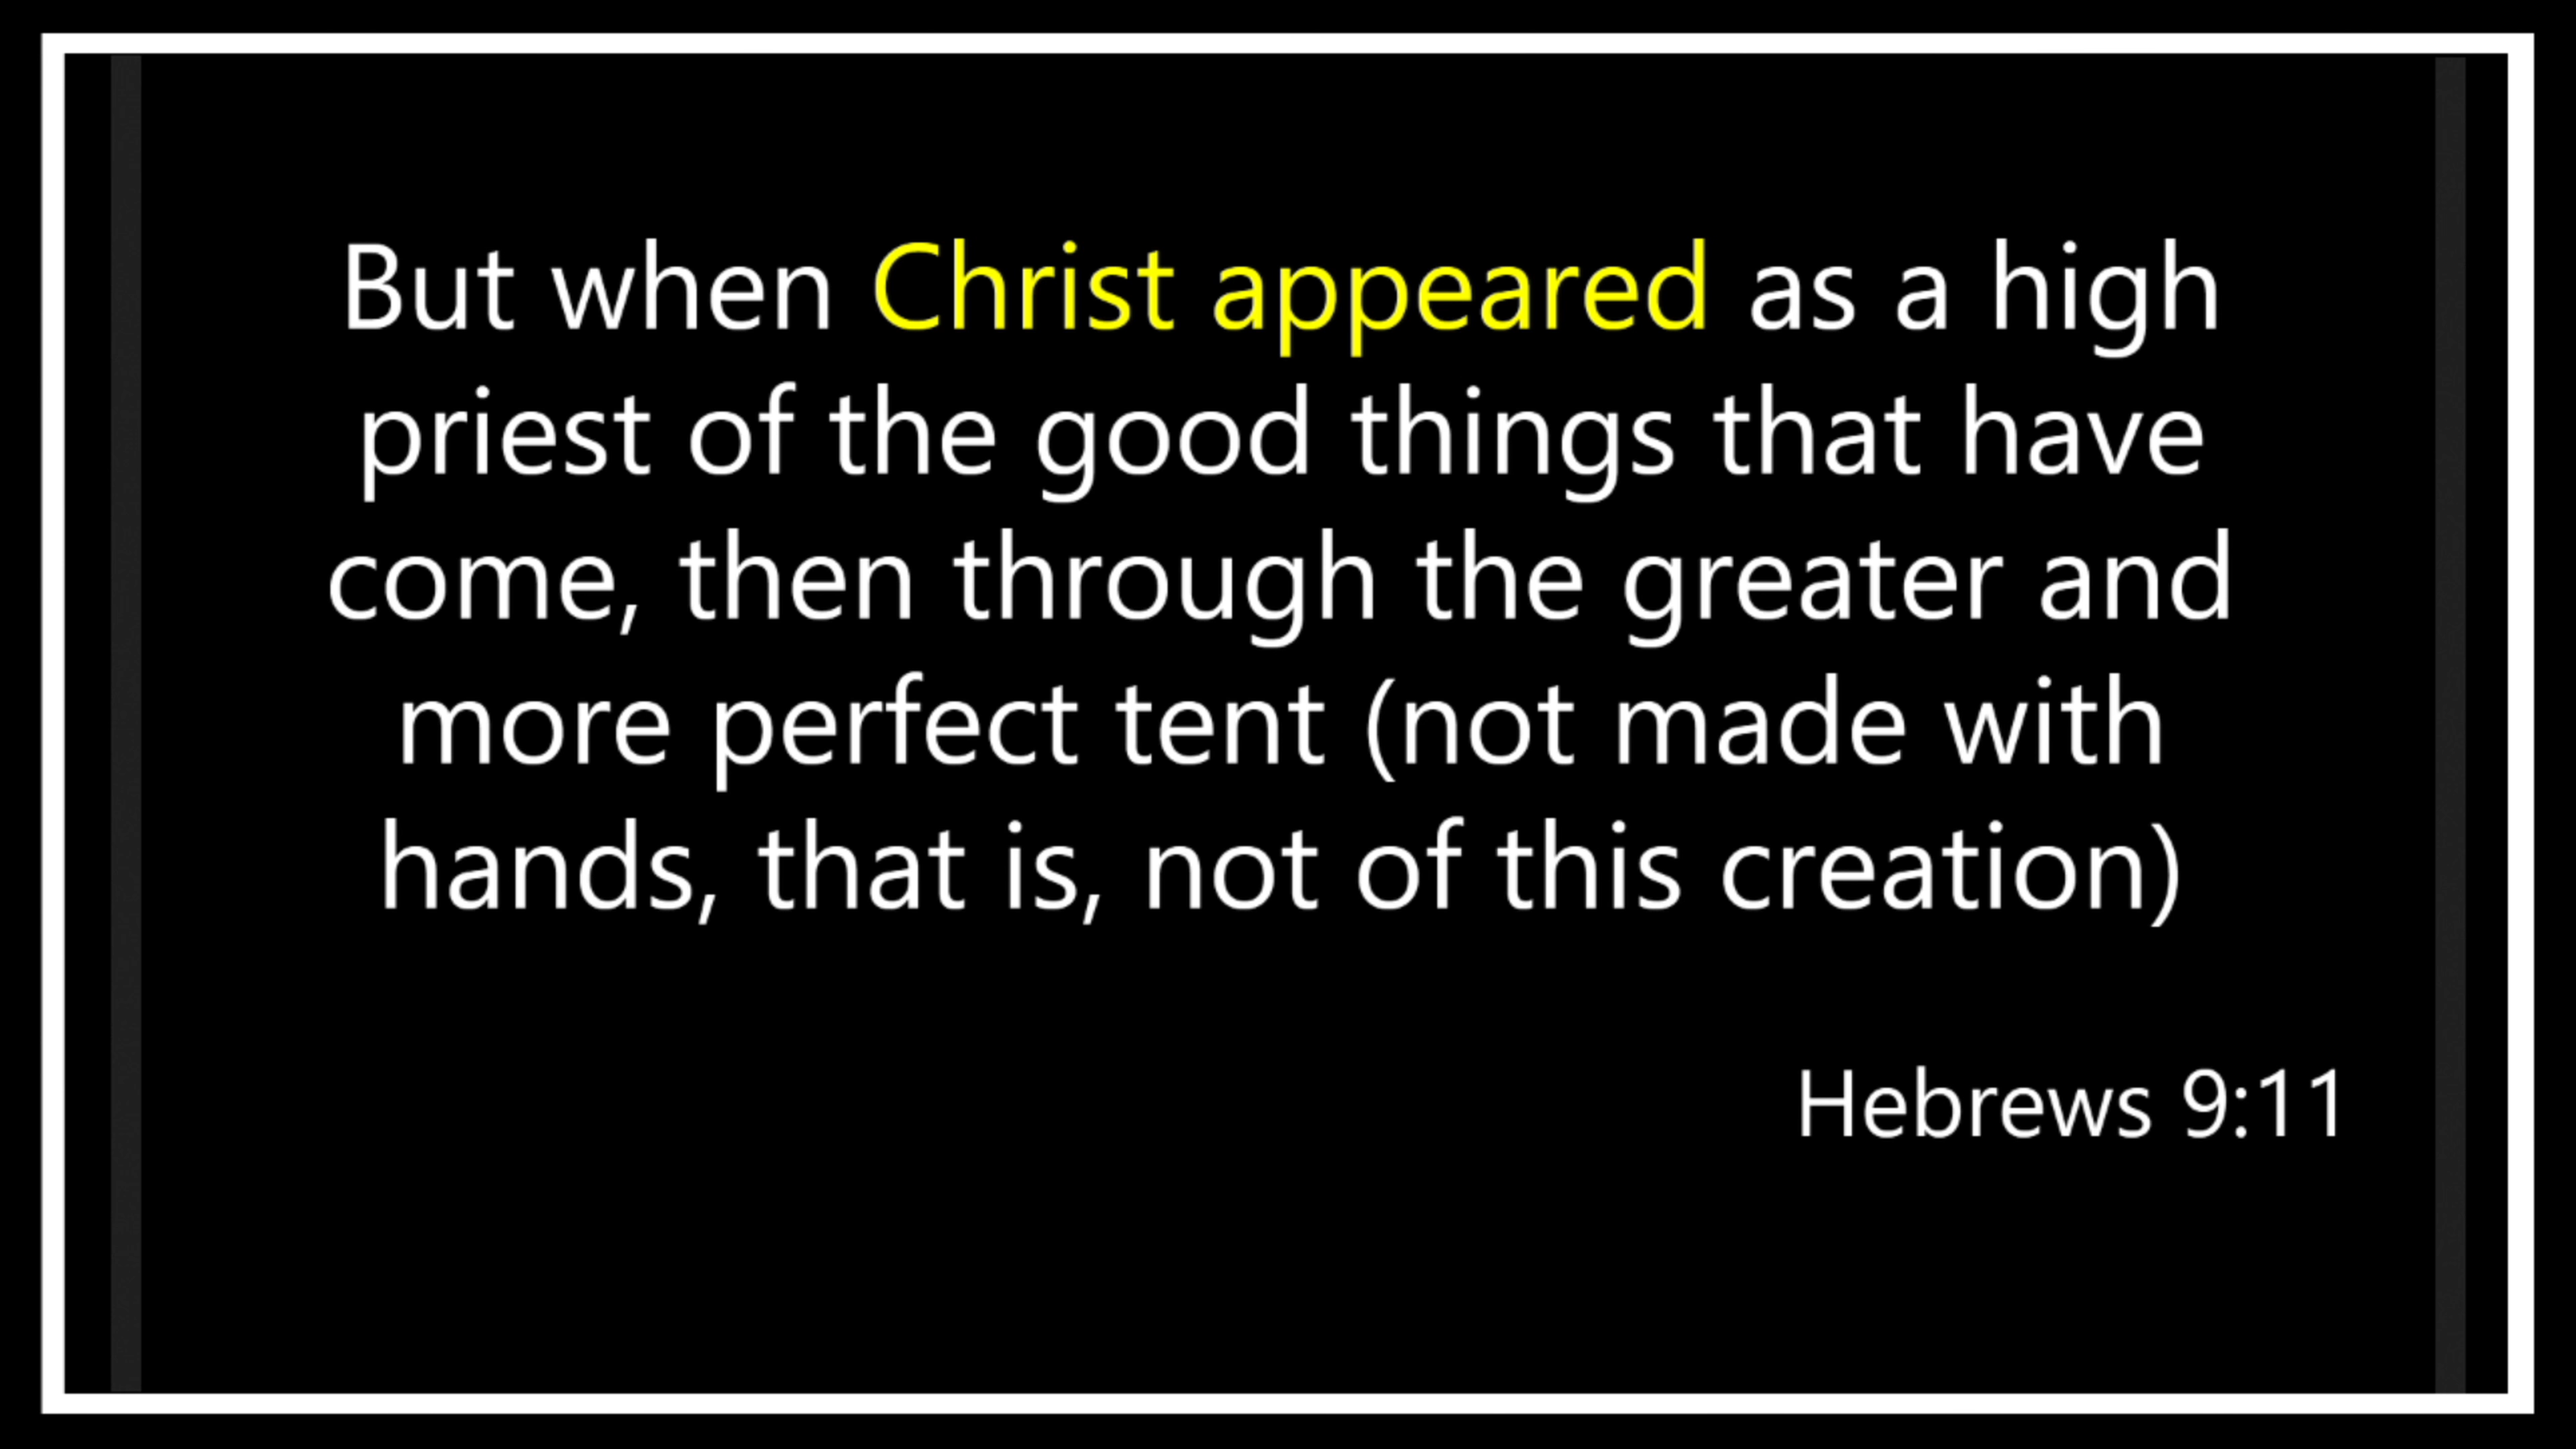 But when Christ appeared as a high
priest of the good things that have
come, then through the greater and
more perfect tent (not made with
hands, that is, not of this creation)
Hebrews 9:11